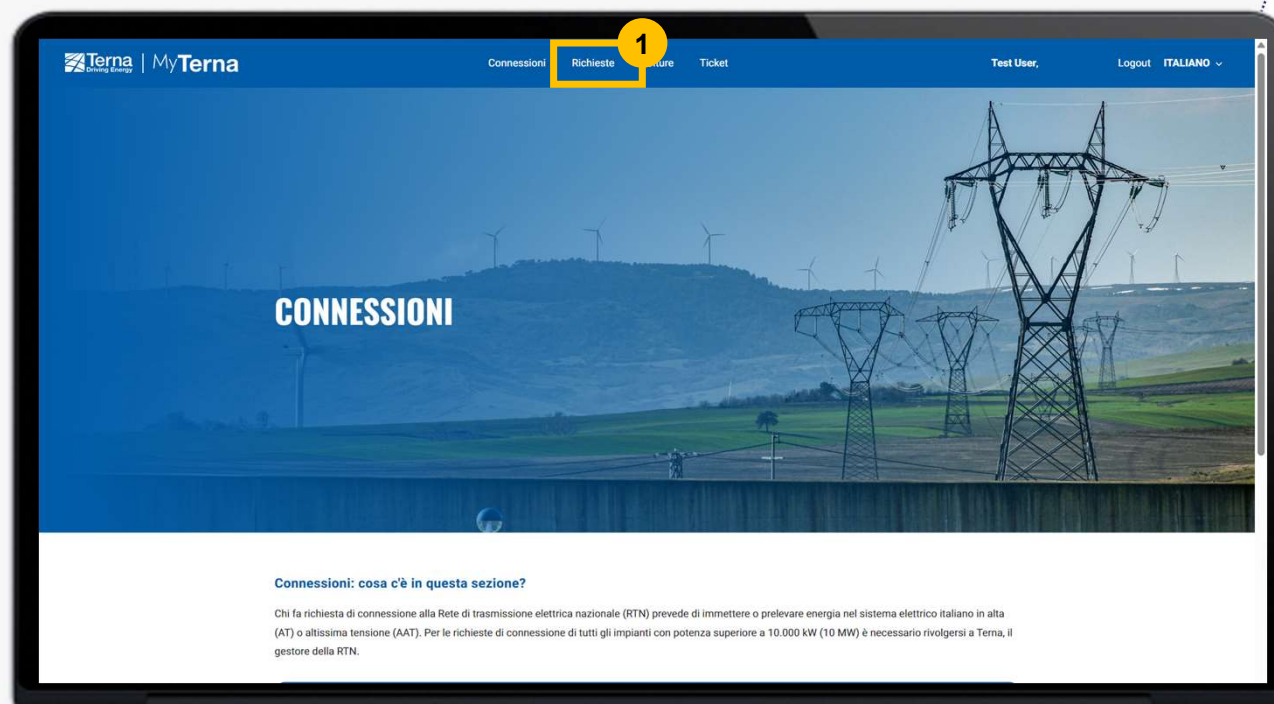 Terna
Driving Energy
MyTerna
Connessioni
Richieste
1
Ticket
Test User,
Logout
ITALIANO
CONNESSIONI
Connessioni: cosa c'è in questa sezione?
Chi fa richiesta di connessione alla Rete di trasmissione elettrica nazionale (RTN) prevede di immettere o prelevare energia nel sistema elettrico italiano in alta
(AT) o altissima tensione (AAT). Per le richieste di connessione di tutti gli impianti con potenza superiore a 10.000 kW (10 MW) è necessario rivolgersi a Terna, il
gestore della RTN.